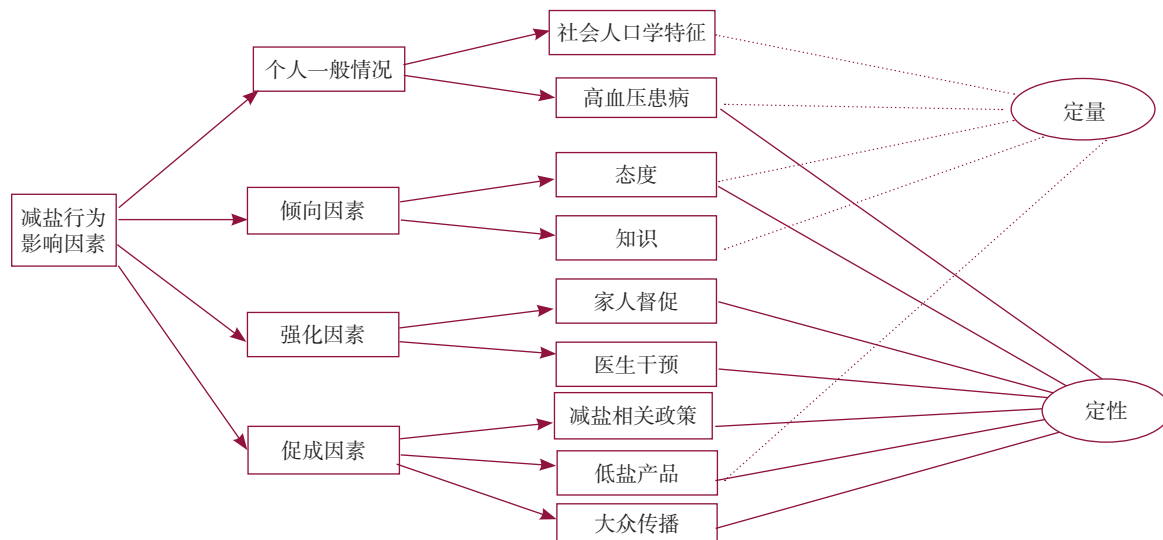 社会人口学特征
个人一般情况
高血压患病
定量
态度
减盐行为
影响因素
倾向因素
知识
家人督促
强化因素
医生干预
减盐相关政策
定性
促成因素
低盐产品
大众传播